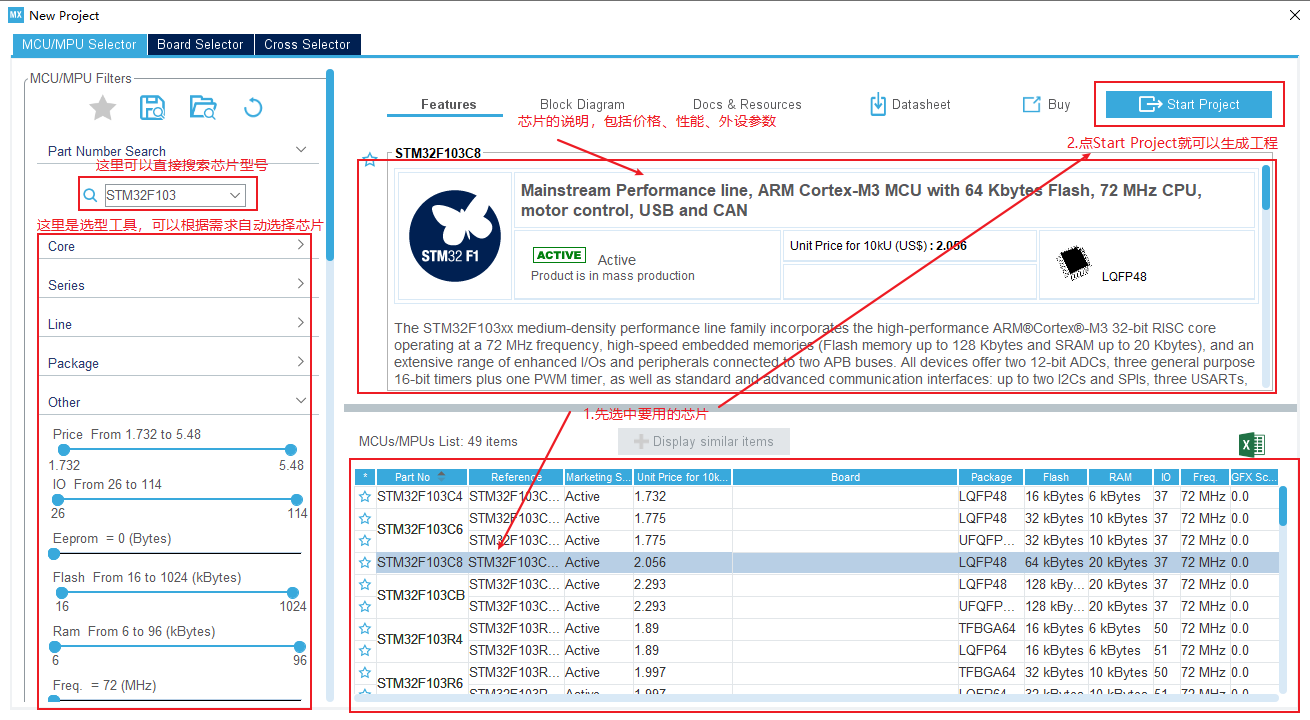 MX New Project
MCU/MPU Selector Board Selector Cross Selector
MCU/MPU Filters
Part Number Search
这里可以直接搜索芯片型号
STM32F103
这里是选型工具，可以根据需求自动选择芯片
Core
Series
Line
Package
Other
Price From 1.732 to 5.48
1.732 5.48
IO From 26 to 114
26 114
Eeprom = 0 (Bytes)
Flash From 16 to 1024 (kBytes)
16 1024
Ram From 6 to 96 (kBytes)
6 96
Freq. = 72 (MHz)
Features Block Diagram Docs & Resources Datasheet Buy Start Project
芯片的说明，包括价格、性能、外设参数
2.点Start Project就可以生成工程
STM32F103C8
STM32 F1
Mainstream Performance line, ARM Cortex-M3 MCU with 64 Kbytes Flash, 72 MHz CPU,
motor control, USB and CAN
ACTIVE Active
Product is in mass production
Unit Price for 10kU (US$) : 2.056
LQFP48
The STM32F103xx medium-density performance line family incorporates the high-performance ARM®Cortex®-M3 32-bit RISC core
operating at a 72 MHz frequency, high-speed embedded memories (Flash memory up to 128 Kbytes and SRAM up to 20 Kbytes), and an
extensive range of enhanced I/Os and peripherals connected to two APB buses. All devices offer two 12-bit ADCs, three general purpose
16-bit timers plus one PWM timer, as well as standard and advanced communication interfaces: up to two I2Cs and SPIs, three USARTs,
1.先选中要用的芯片
MCUs/MPUs List: 49 items Display similar items
* Part No Reference Marketing S... Unit Price for 10k... Board Package Flash RAM IO Freq. GFX Sc...
STM32F103C4 STM32F103C... Active 1.732 LQFP48 16 kBytes 6 kBytes 37 72 MHz 0.0
STM32F103C6 STM32F103C... Active 1.775 LQFP48 32 kBytes 10 kBytes 37 72 MHz 0.0
STM32F103C... Active 1.775 UFQFP... 32 kBytes 10 kBytes 37 72 MHz 0.0
STM32F103C8 STM32F103C... Active 2.056 LQFP48 64 kBytes 20 kBytes 37 72 MHz 0.0
STM32F103CB STM32F103C... Active 2.293 LQFP48 128 kBy... 20 kBytes 37 72 MHz 0.0
STM32F103C... Active 2.293 UFQFP... 128 kBy... 20 kBytes 37 72 MHz 0.0
STM32F103R4 STM32F103R... Active 1.89 TFBGA64 16 kBytes 6 kBytes 50 72 MHz 0.0
STM32F103R... Active 1.89 LQFP64 16 kBytes 6 kBytes 51 72 MHz 0.0
STM32F103R6 STM32F103R... Active 1.997 TFBGA64 32 kBytes 10 kBytes 50 72 MHz 0.0
STM32F103R... Active 1.997 LQFP64 32 kBytes 10 kBytes 51 72 MHz 0.0